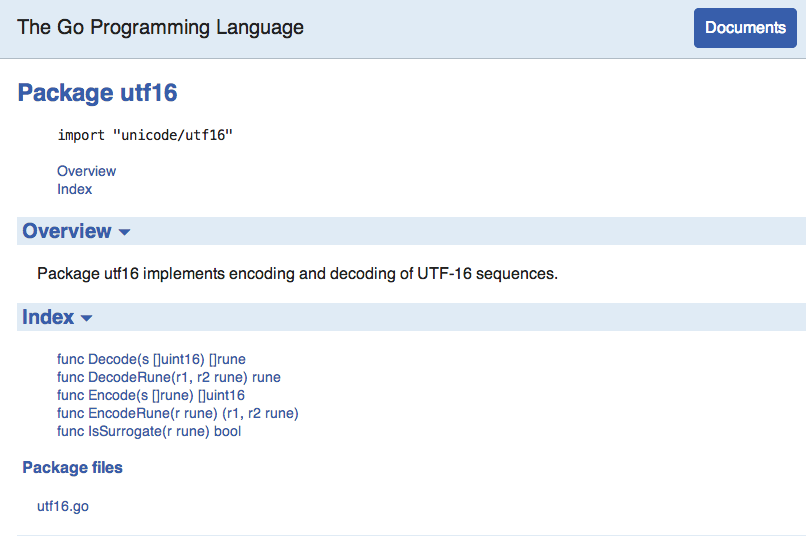 The Go Programming Language
Documents
Package utf16
import "unicode/utf16"
Overview
Index
Overview
Package utf16 implements encoding and decoding of UTF-16 sequences.
Index
func Decode(s []uint16) []rune
func DecodeRune(r1, r2 rune) rune
func Encode(s []rune) []uint16
func EncodeRune(r rune) (r1, r2 rune)
func IsSurrogate(r rune) bool
Package files
utf16.go